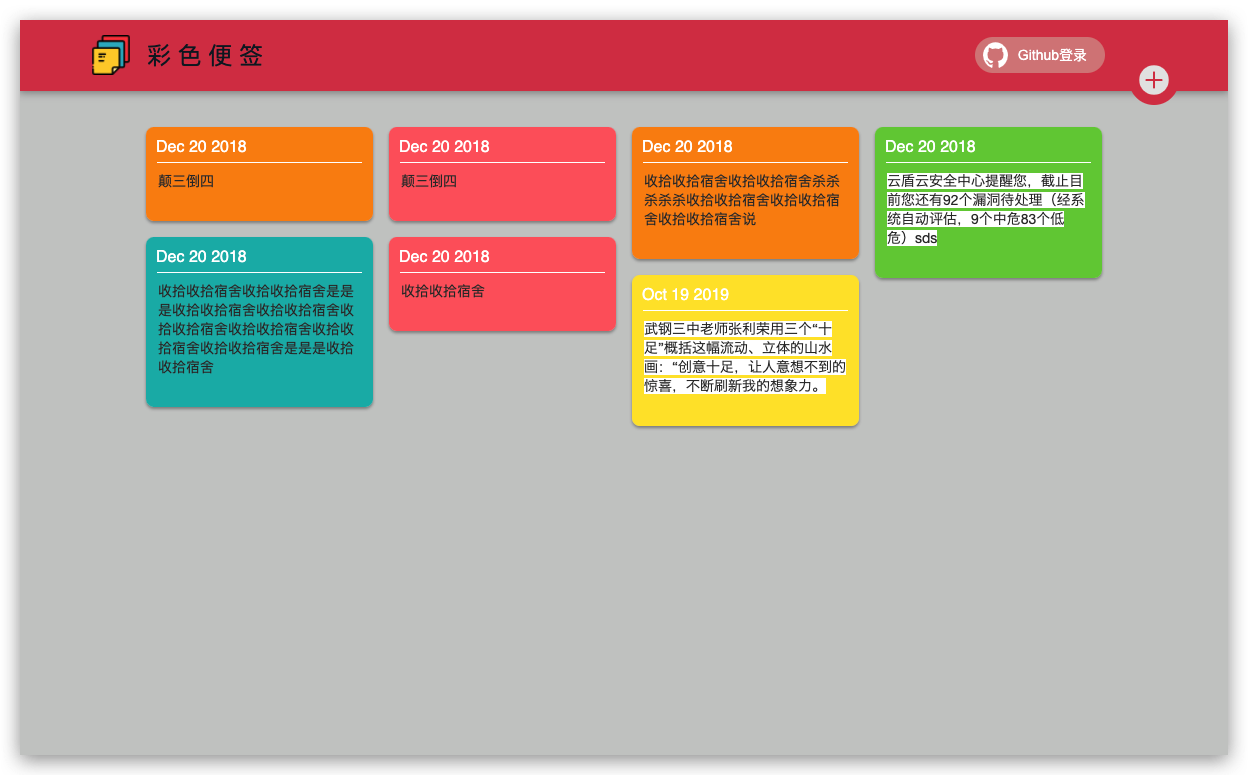 彩色便签
Github登录
Dec 20 2018
颠三倒四
Dec 20 2018
颠三倒四
Dec 20 2018
收拾收拾宿舍收拾收拾宿舍杀杀
杀杀杀收拾收拾宿舍收拾收拾宿
舍收拾收拾宿舍说
Dec 20 2018
云盾云安全中心提醒您，截止目
前您还有92个漏洞待处理（经系
统自动评估，9个中危83个低
危）sds
Dec 20 2018
收拾收拾宿舍收拾收拾宿舍是是
是收拾收拾宿舍收拾收拾宿舍收
拾收拾宿舍收拾收拾宿舍收拾收
拾宿舍收拾收拾宿舍是是是收拾
收拾宿舍
Dec 20 2018
收拾收拾宿舍
Oct 19 2019
武钢三中老师张利荣用三个“十
足”概括这幅流动、立体的山水
画：“创意十足，让人意想不到的
惊喜，不断刷新我的想象力。